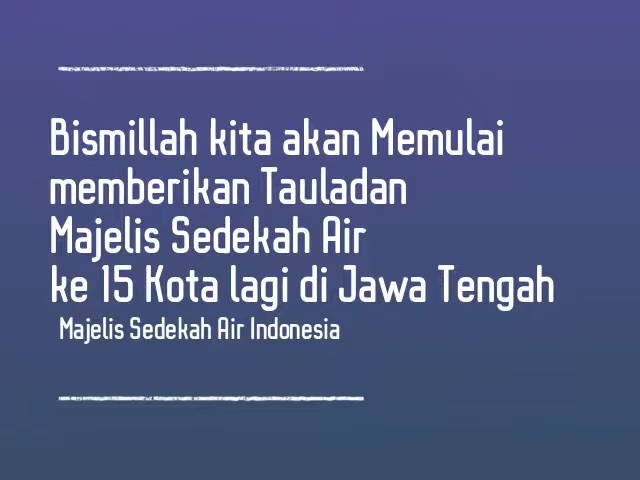 Bismillah kita akan Memulai
memberikan Tauladan
Majelis Sedekah Air
ke 15 Kota lagi di Jawa Tengah
Majelis Sedekah Air Indonesia